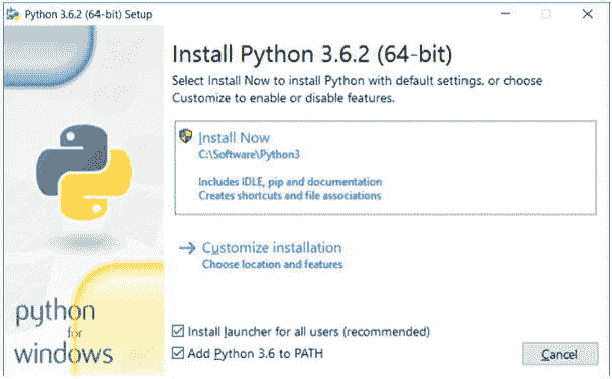 Python 3.6.2 (64-bit) Setup
Install Python 3.6.2 (64-bit)
Select Install Now to install Python with default settings, or choose
Customize to enable or disable features.
Install Now
C:\Software\Python3
Includes IDLE, pip and documentation
Creates shortcuts and file associations
Customize installation
Choose location and features
python
for
windows
Install launcher for all users (recommended)
Add Python 3.6 to PATH
Cancel